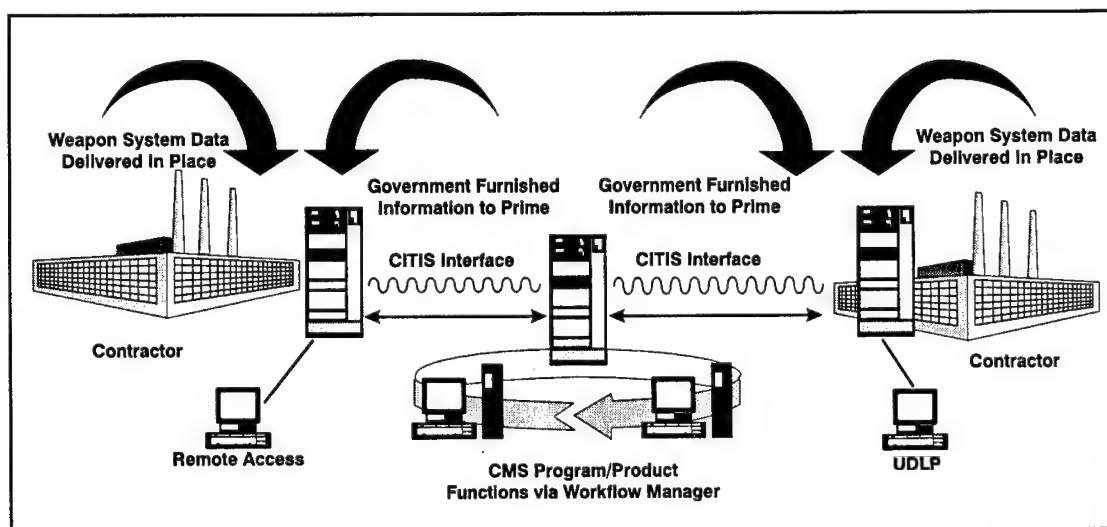 Weapon System Data
Delivered in Place
Government Furnished
Information to Prime
Government Furnished
Information to Prime
Weapon System Data
Delivered in Place
CITIS Interface
CITIS Interface
Contractor
Contractor
Remote Access
UDLP
CMS Program/Product
Functions via Workflow Manager